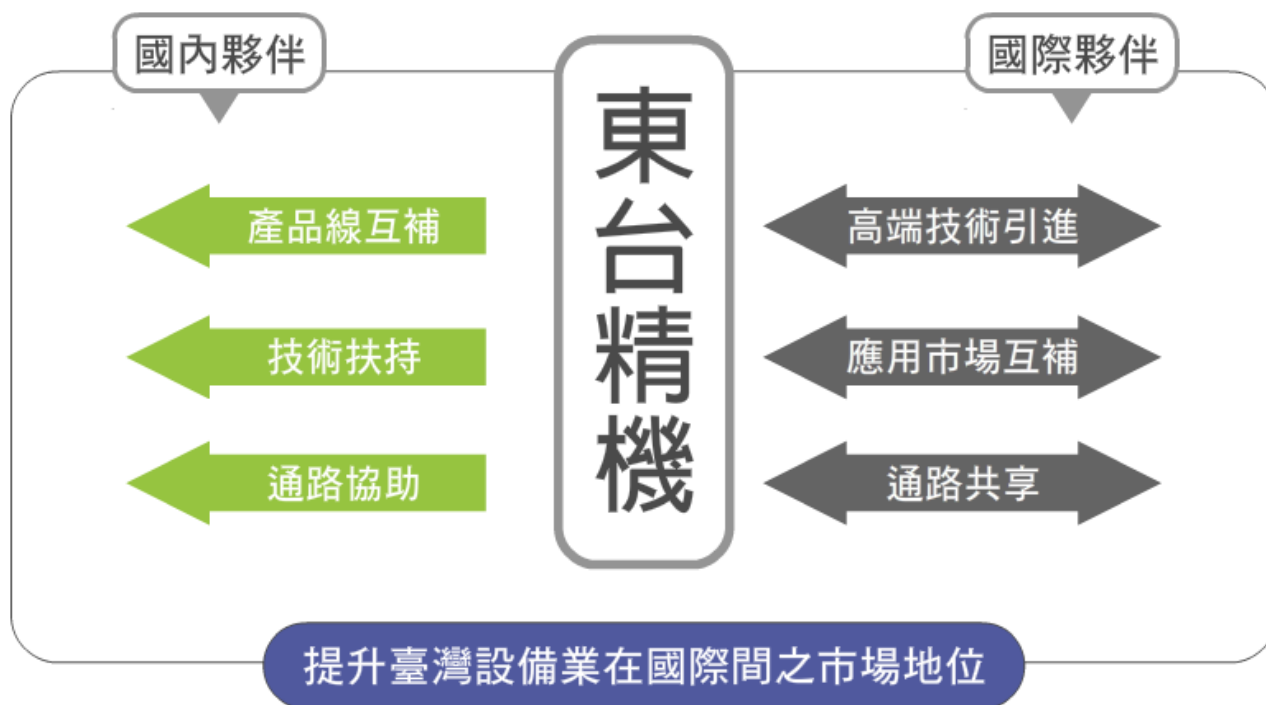 國內夥伴
國際夥伴
東台精機
產品線互補
技術扶持
通路協助
高端技術引進
應用市場互補
通路共享
提升臺灣設備業在國際間之市場地位